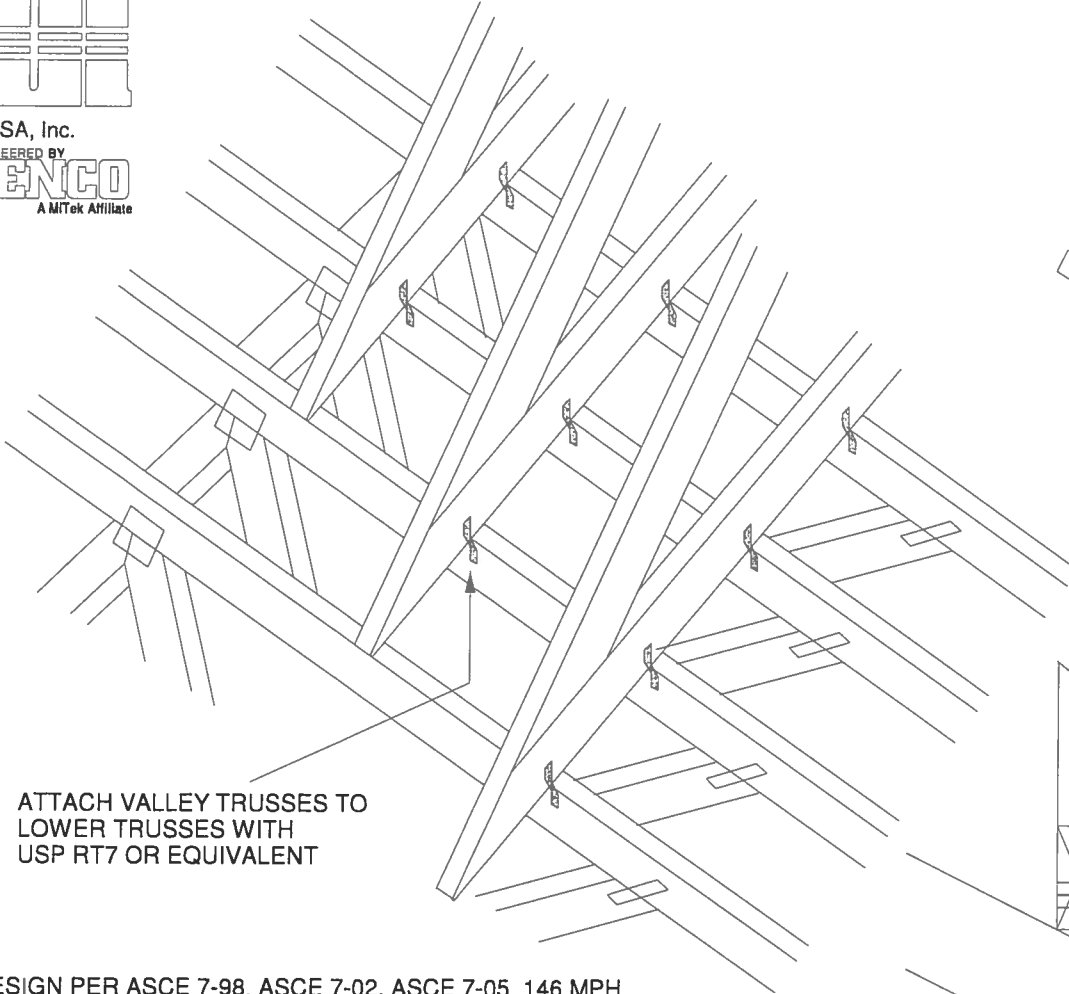 SA, Inc.
EERED BY
ENCO
A MiTek Affiliate
ATTACH VALLEY TRUSSES TO
LOWER TRUSSES WITH
USP RT7 OR EQUIVALENT
ESIGN PER ASCE 7-98, ASCE 7-02, ASCE 7-05 146 MPH